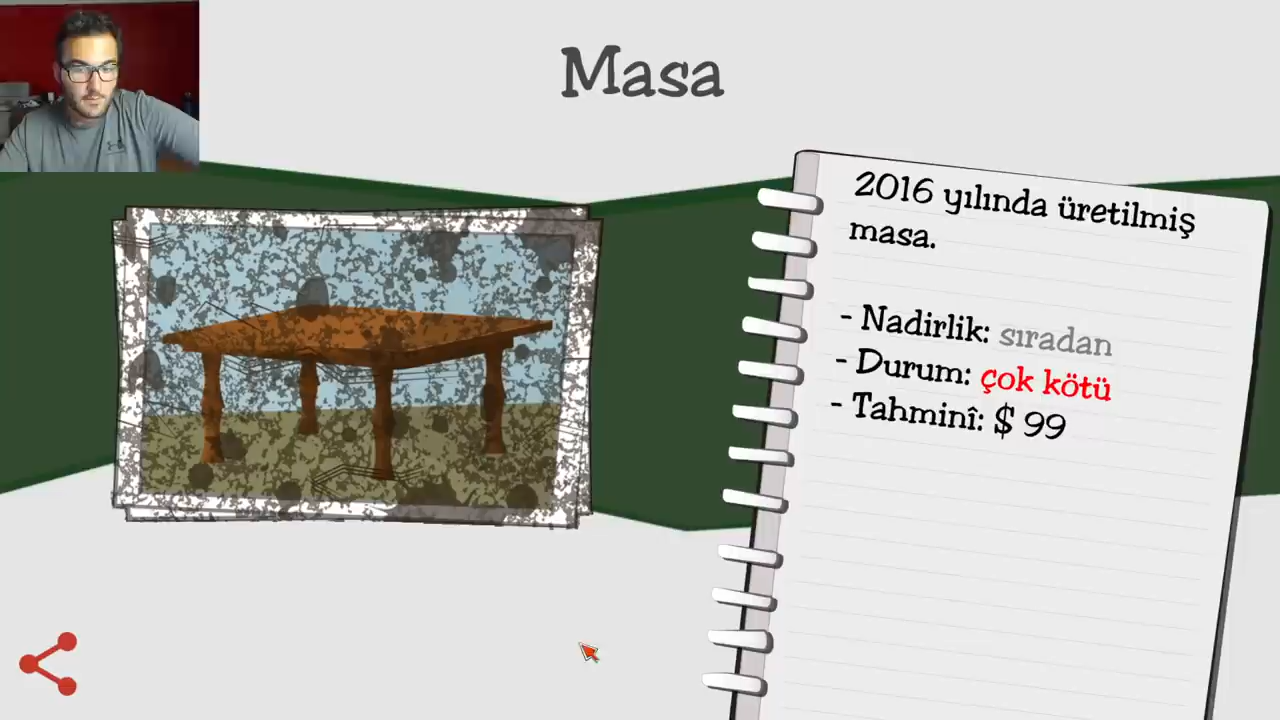 Masa
2016 yılında üretilmiş
masa.
- Nadirlik: sıradan
- Durum: çok kötü
- Tahminî: $ 99